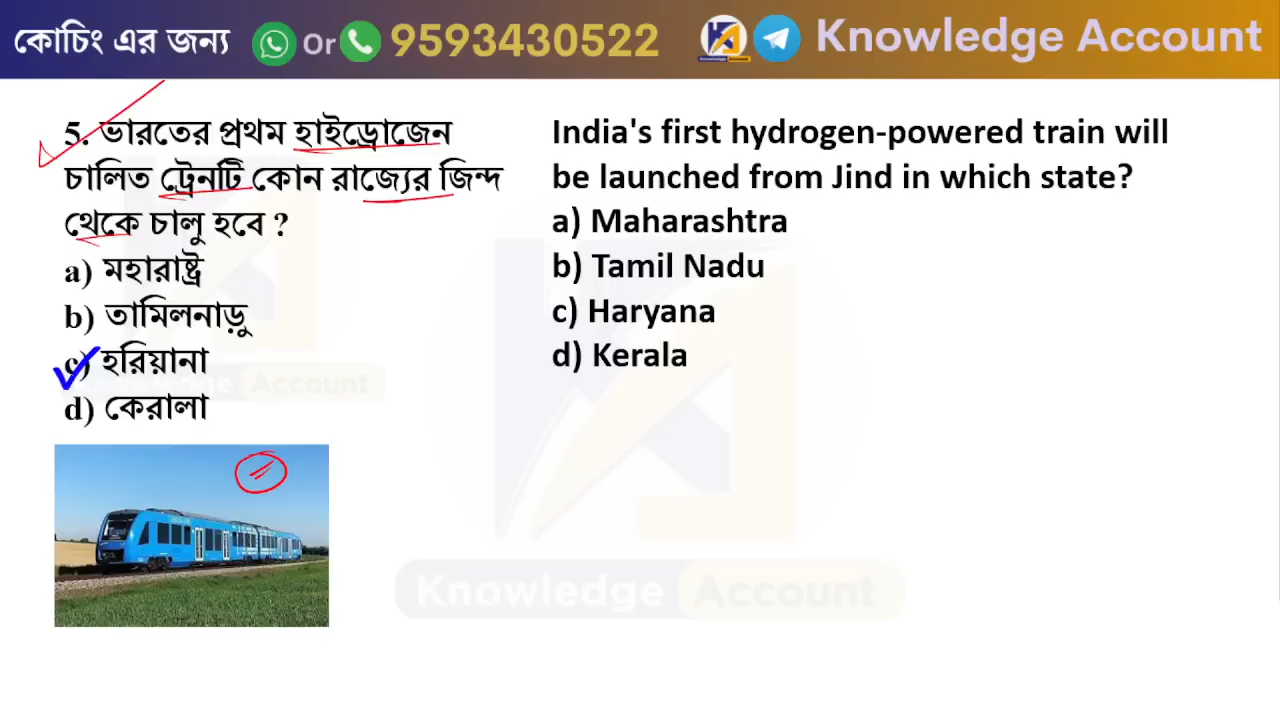 কোচিং এর জন্য Or 9593430522 Knowledge Account
5. ভারতের প্রথম হাইড্রোজেন
চালিত ট্রেনটি কোন রাজ্যের জিন্দ
থেকে চালু হবে ?
a) মহারাষ্ট্র
b) তামিলনাড়ু
c) হরিয়ানা
d) কেরালা
India's first hydrogen-powered train will
be launched from Jind in which state?
a) Maharashtra
b) Tamil Nadu
c) Haryana
d) Kerala
Knowledge Account